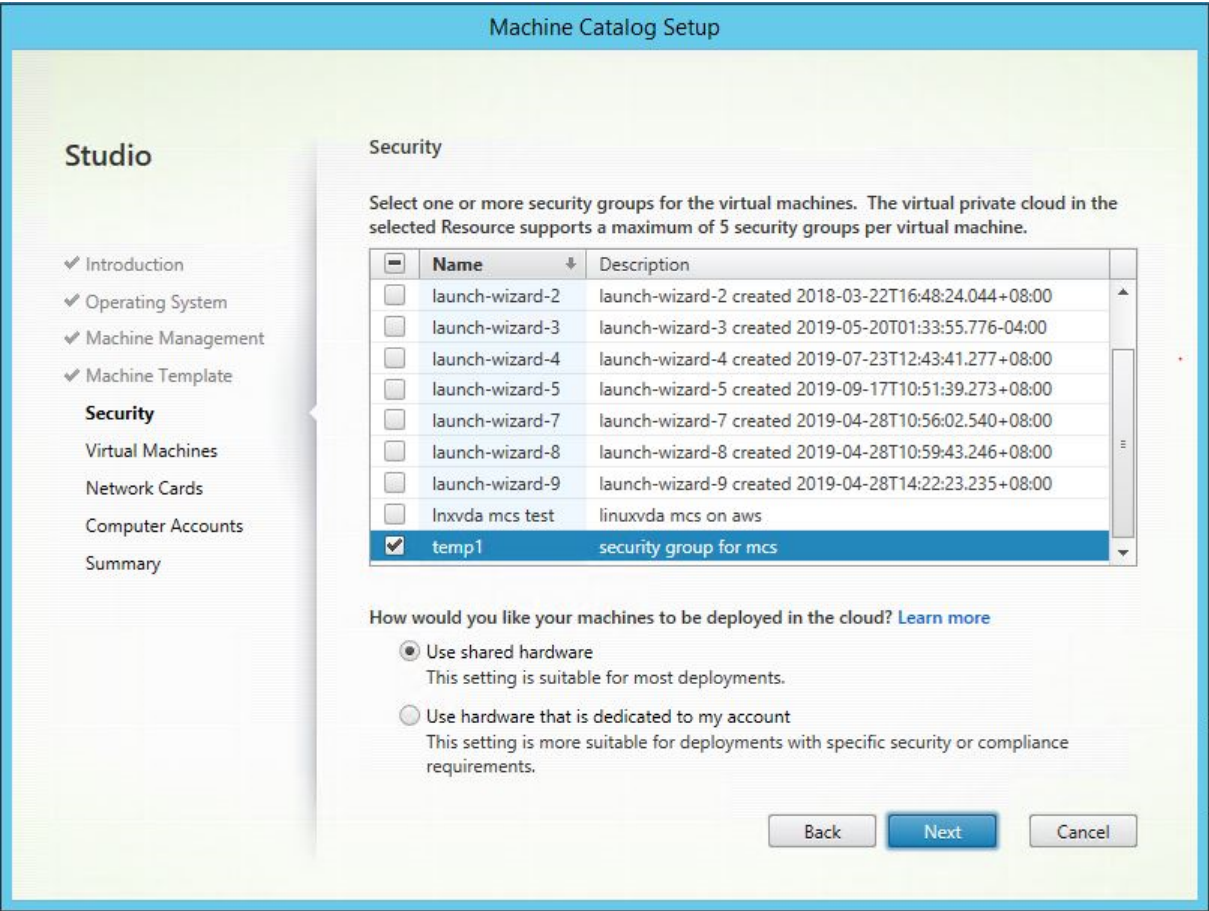 Machine Catalog Setup
Studio
Introduction
Operating System
Machine Management
Machine Template
Security
Virtual Machines
Network Cards
Computer Accounts
Summary
Security
Select one or more security groups for the virtual machines. The virtual private cloud in the
selected Resource supports a maximum of 5 security groups per virtual machine.
Name Description
launch-wizard-2 launch-wizard-2 created 2018-03-22T16:48:24.044+08:00
launch-wizard-3 launch-wizard-3 created 2019-05-20T01:33:55.776-04:00
launch-wizard-4 launch-wizard-4 created 2019-07-23T12:43:41.277+08:00
launch-wizard-5 launch-wizard-5 created 2019-09-17T10:51:39.273+08:00
launch-wizard-7 launch-wizard-7 created 2019-04-28T10:56:02.540+08:00
launch-wizard-8 launch-wizard-8 created 2019-04-28T10:59:43.246+08:00
launch-wizard-9 launch-wizard-9 created 2019-04-28T14:22:23.235+08:00
lnxvda mcs test linuxvda mcs on aws
temp1 security group for mcs
How would you like your machines to be deployed in the cloud? Learn more
Use shared hardware
This setting is suitable for most deployments.
Use hardware that is dedicated to my account
This setting is more suitable for deployments with specific security or compliance
requirements.
Back Next Cancel